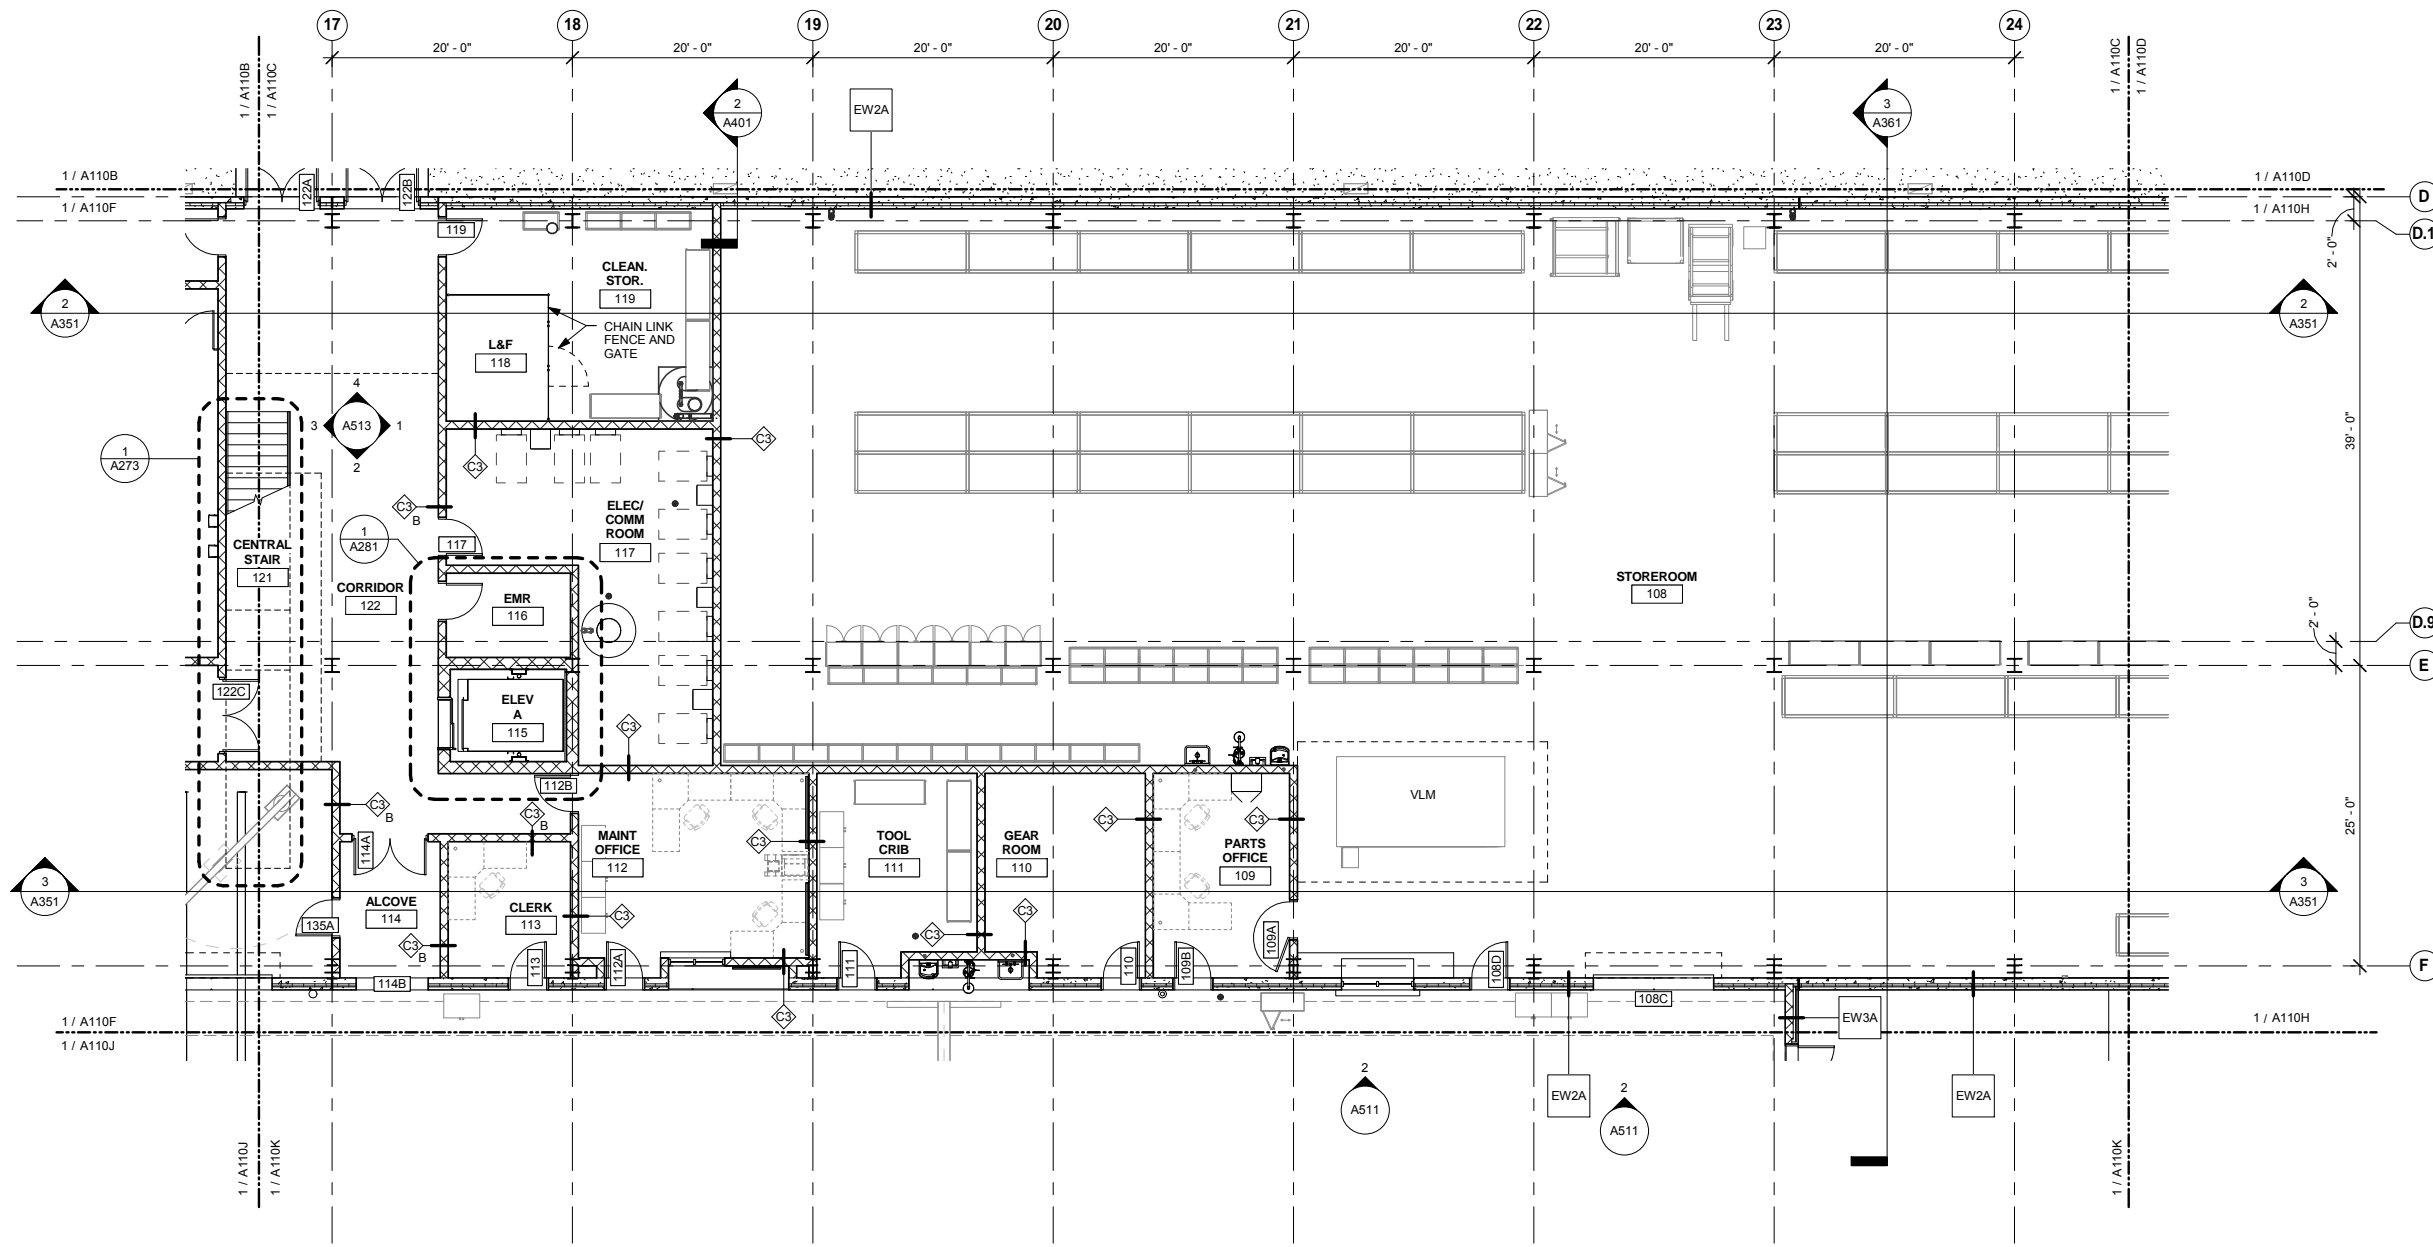 17
18
19
20
21
22
23
24
20' - 0"
20' - 0"
20' - 0"
20' - 0"
20' - 0"
20' - 0"
20' - 0"
1 / A110B
1 / A110C
1 / A110C
1 / A110D
2
A401
EW2A
3
A361
1 / A110B
1 / A110D
1 / A110F
1 / A110H
122A
122B
D
D.1
2' - 0"
119
CLEAN.
STOR.
119
2
A351
2
A351
CHAIN LINK
FENCE AND
GATE
L&F
118
4
3
A513
1
2
1
A273
C3
C3
39' - 0"
C3
B
ELEC/
COMM
ROOM
117
1
A281
117
CENTRAL
STAIR
121
CORRIDOR
122
EMR
116
STOREROOM
108
2' - 0"
D.9
E
122C
ELEV
A
115
C3
112B
VLM
C3
B
C3
B
C3
C3
C3
114A
MAINT
OFFICE
112
TOOL
CRIB
111
GEAR
ROOM
110
PARTS
OFFICE
109
25' - 0"
3
A351
3
A351
ALCOVE
114
CLERK
113
C3
C3
C3
135A
C3
B
109A
113
112A
111
110
109B
108D
F
114B
108C
C3
EW3A
1 / A110F
1 / A110H
1 / A110J
2
A511
EW2A
2
A511
EW2A
1 / A110J
1 / A110K
1 / A110K